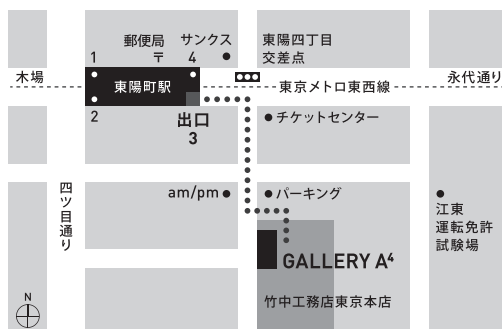 郵便局
サンクス
1
〒
4
東陽四丁目
交差点
木場
東陽町駅
東京メトロ東西線
永代通り
2
出口
3
チケットセンター
四ツ目通り
am/pm
パーキング
江東
運転免許
試験場
GALLERY A⁴
竹中工務店東京本店
N